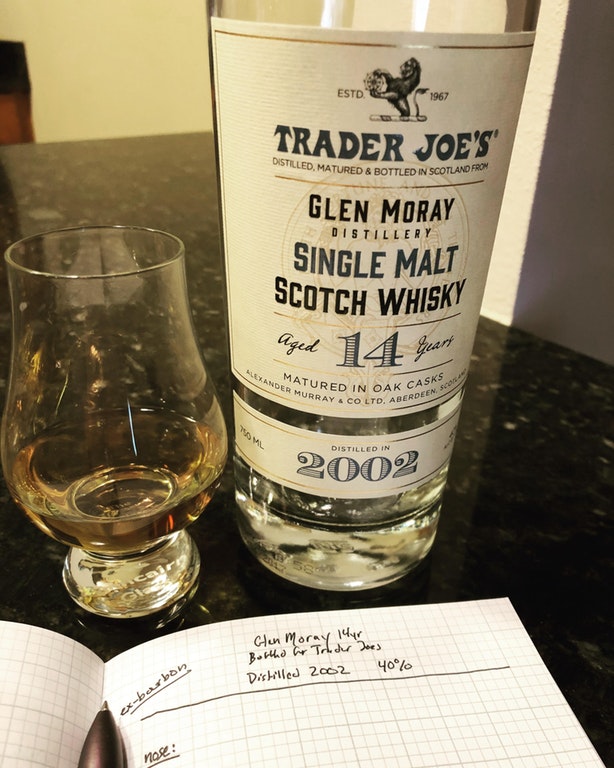 ESTD. 1967
TRADER JOE'S®
DISTILLED, MATURED & BOTTLED IN SCOTLAND FROM
GLEN MORAY
DISTILLERY
SINGLE MALT
SCOTCH WHISKY
Aged 14 Years
MATURED IN OAK CASKS
ALEXANDER MURRAY & CO LTD, ABERDEEN, SCOTLAND
750 ML
DISTILLED IN
2002
Glen Moray 14yr
Bottled for Trader Joes
Distilled 2002 40%
ex-bourbon
nose: